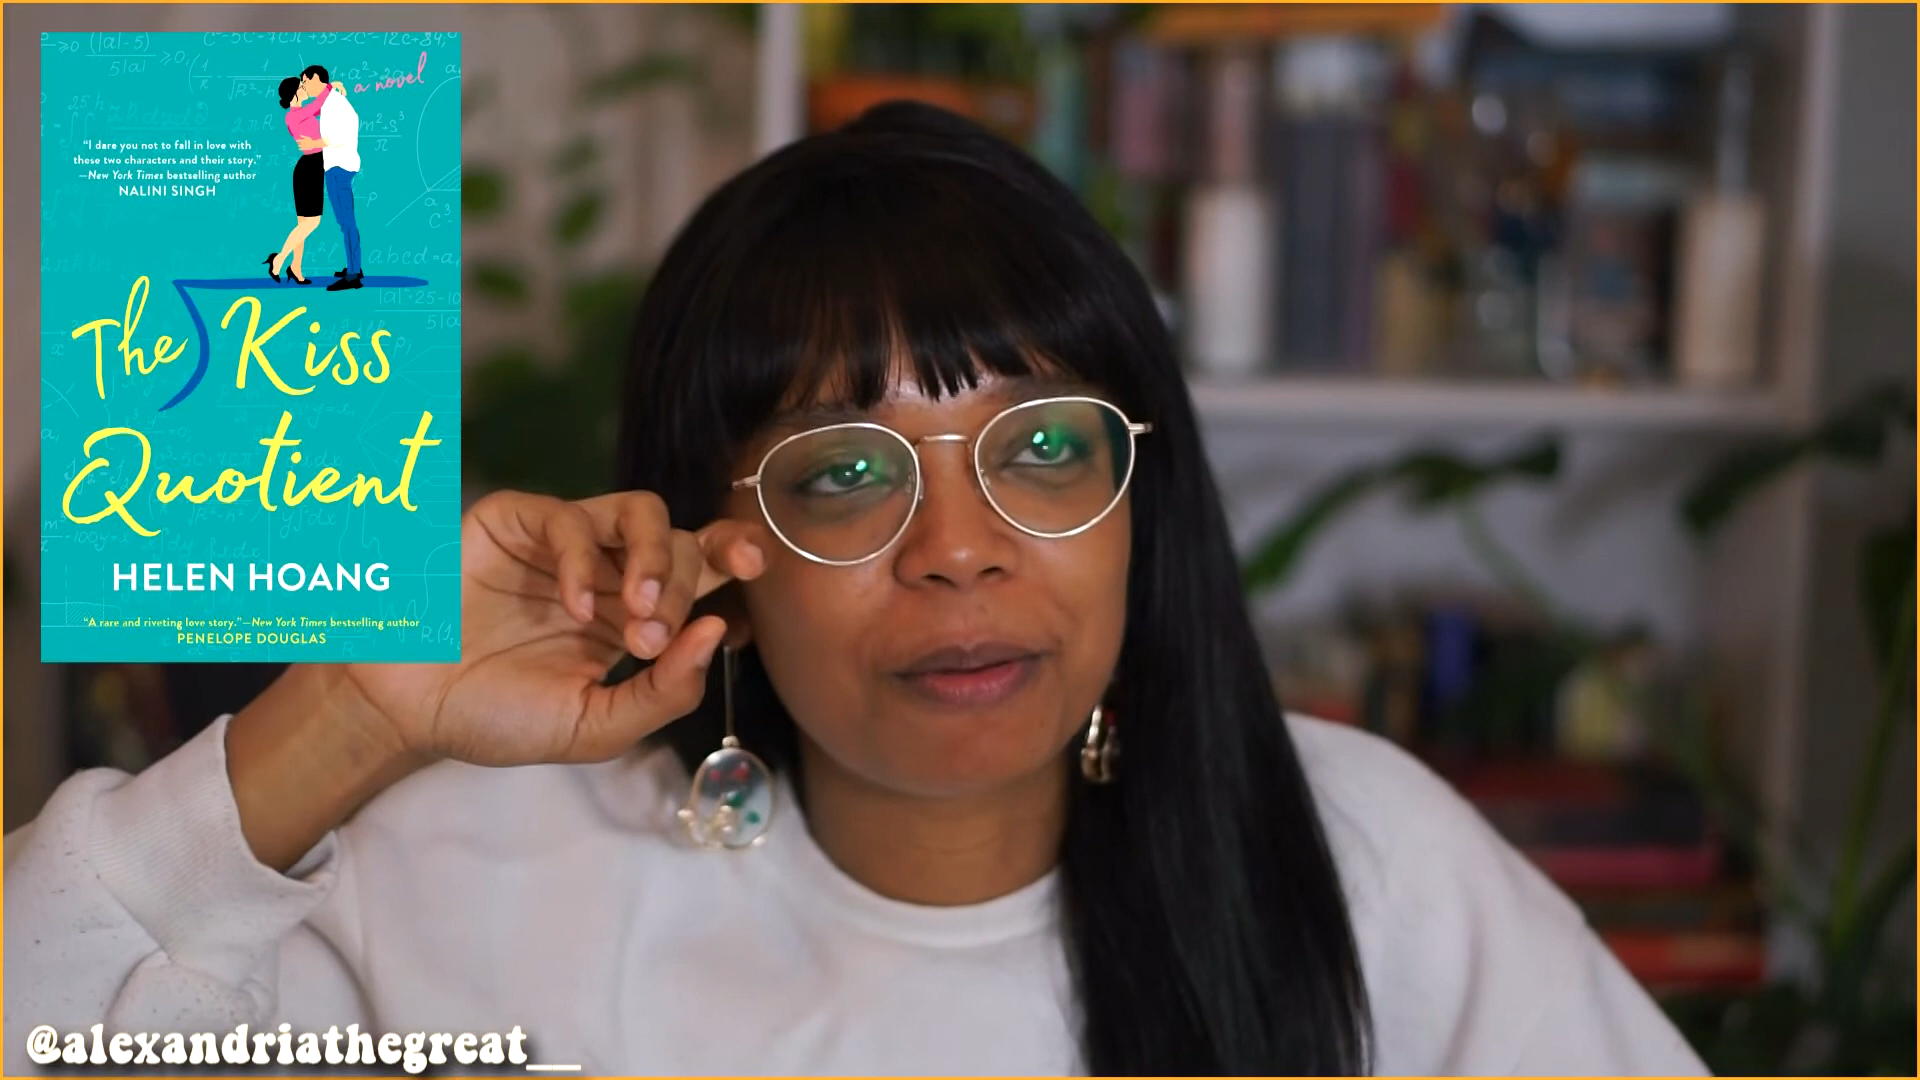 a novel
"I dare you not to fall in love with
these two characters and their story."
—New York Times bestselling author
NALINI SINGH
The Kiss
Quotient
HELEN HOANG
"A rare and riveting love story."—New York Times bestselling author
PENELOPE DOUGLAS
@alexandriathegreat__